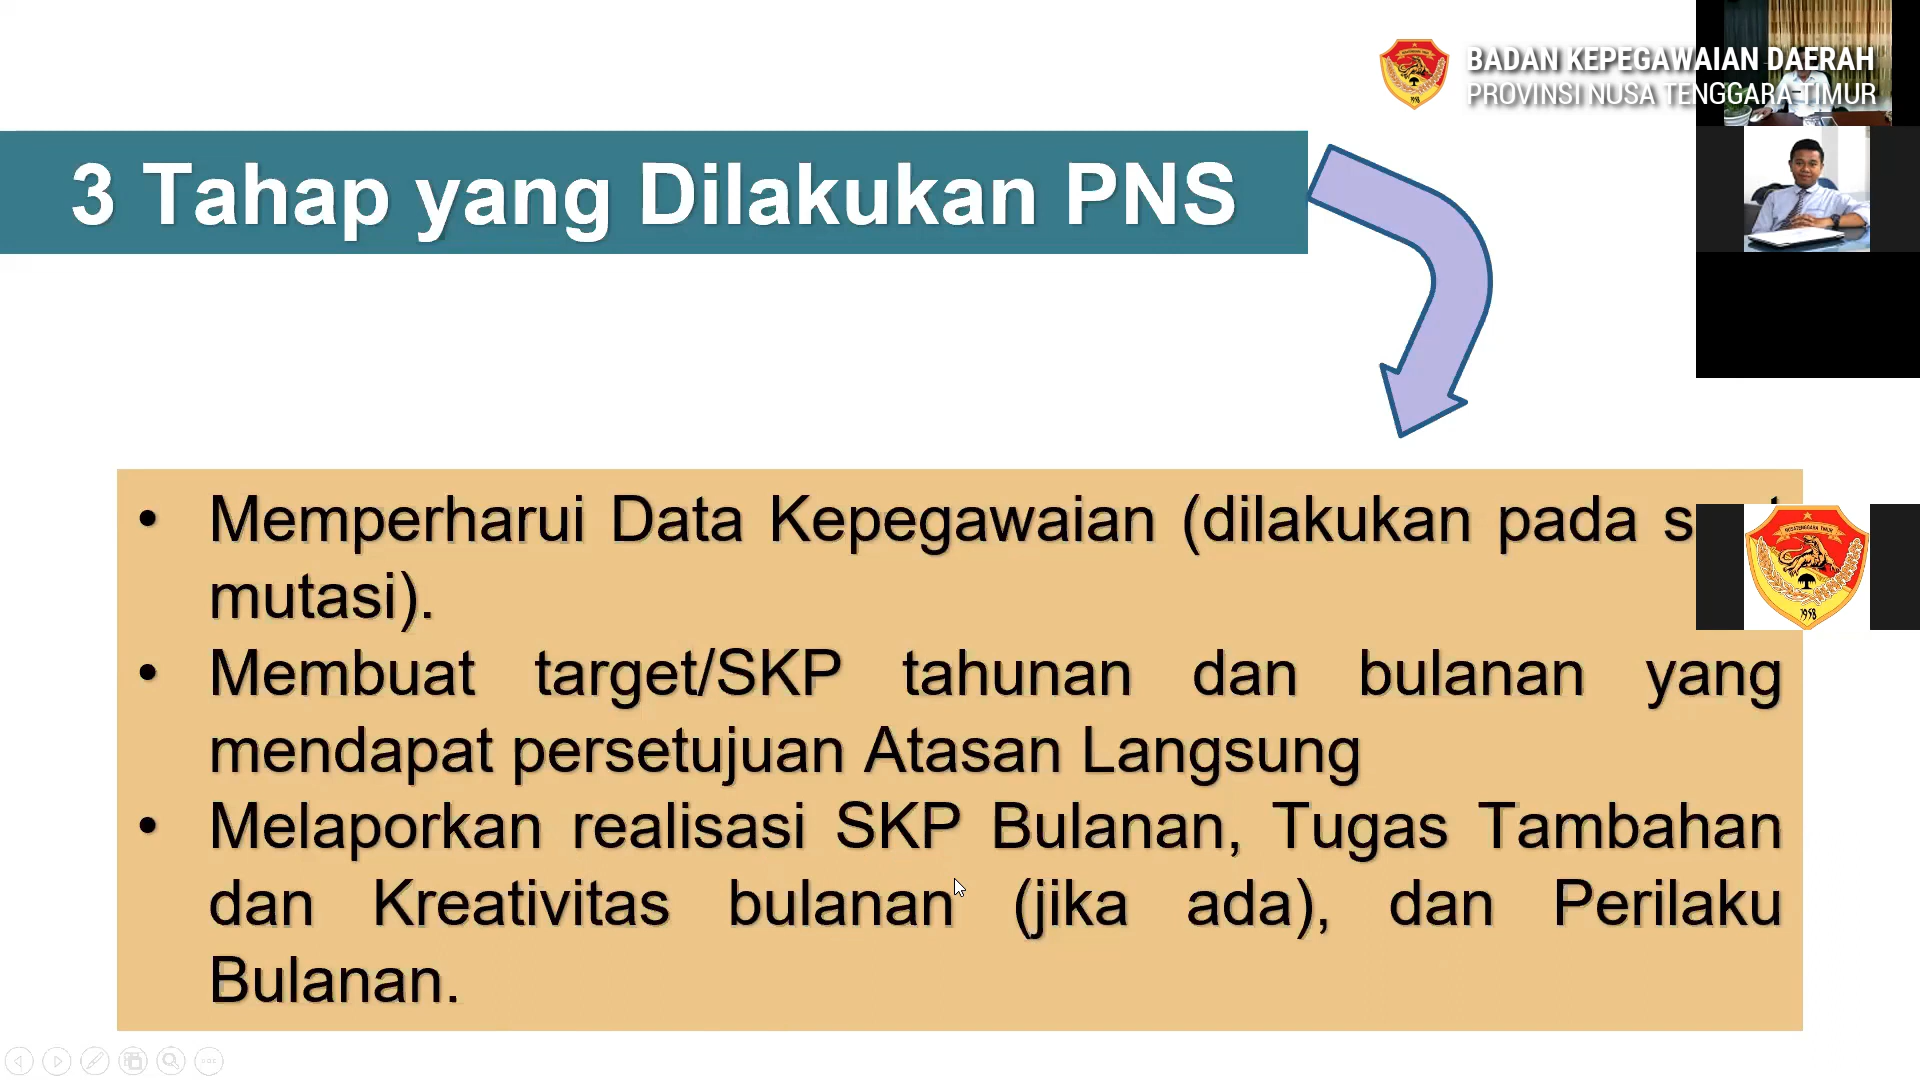 BADAN KEPEGAWAIAN DAERAH
PROVINSI NUSA TENGGARA TIMUR
3 Tahap yang Dilakukan PNS
• Memperharui Data Kepegawaian (dilakukan pada
mutasi).
• Membuat target/SKP tahunan dan bulanan yang
mendapat persetujuan Atasan Langsung
• Melaporkan realisasi SKP Bulanan, Tugas Tambahan
dan Kreativitas bulanan (jika ada), dan Perilaku
Bulanan.
1958